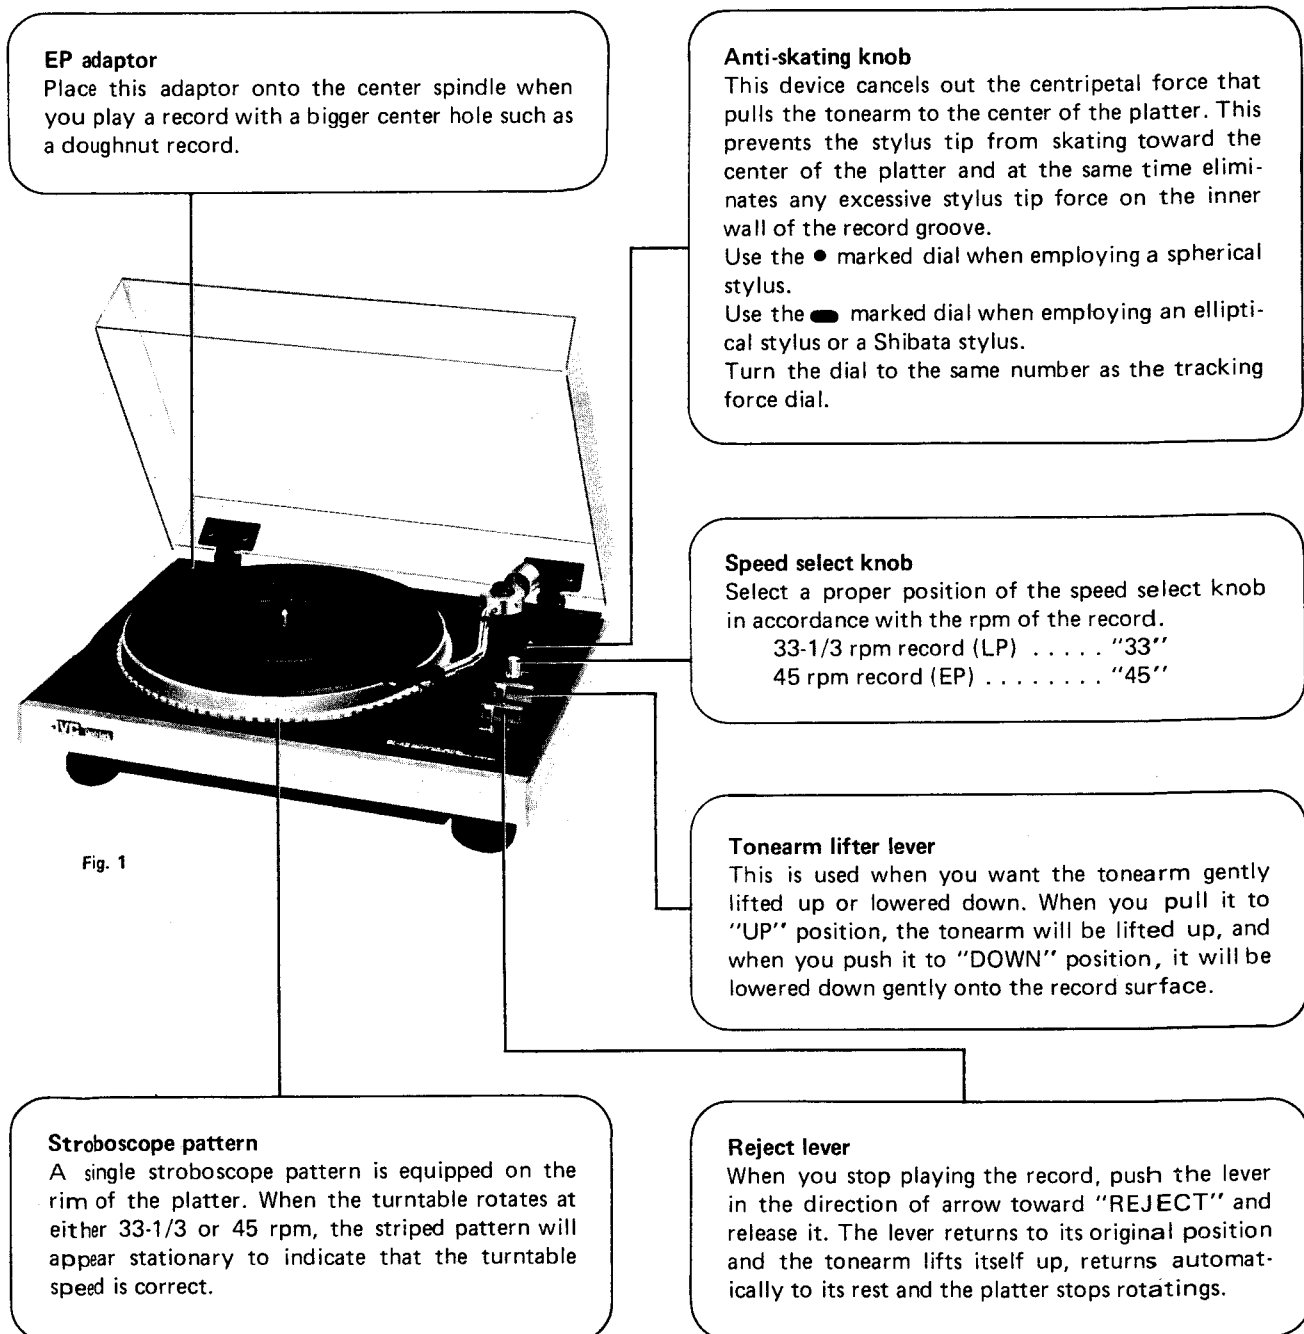 EP adaptor
Place this adaptor onto the center spindle when
you play a record with a bigger center hole such as
a doughnut record.
Anti-skating knob
This device cancels out the centripetal force that
pulls the tonearm to the center of the platter. This
prevents the stylus tip from skating toward the
center of the platter and at the same time elimi-
nates any excessive stylus tip force on the inner
wall of the record groove.
Use the ● marked dial when employing a spherical
stylus.
Use the marked dial when employing an ellipti-
cal stylus or a Shibata stylus.
Turn the dial to the same number as the tracking
force dial.
Speed select knob
Select a proper position of the speed select knob
in accordance with the rpm of the record.
33-1/3 rpm record (LP) ..... "33"
45 rpm record (EP) ........ "45"
JVC
Fig. 1
Tonearm lifter lever
This is used when you want the tonearm gently
lifted up or lowered down. When you pull it to
"UP" position, the tonearm will be lifted up, and
when you push it to "DOWN" position, it will be
lowered down gently onto the record surface.
Stroboscope pattern
A single stroboscope pattern is equipped on the
rim of the platter. When the turntable rotates at
either 33-1/3 or 45 rpm, the striped pattern will
appear stationary to indicate that the turntable
speed is correct.
Reject lever
When you stop playing the record, push the lever
in the direction of arrow toward "REJECT" and
release it. The lever returns to its original position
and the tonearm lifts itself up, returns automat-
ically to its rest and the platter stops rotatings.